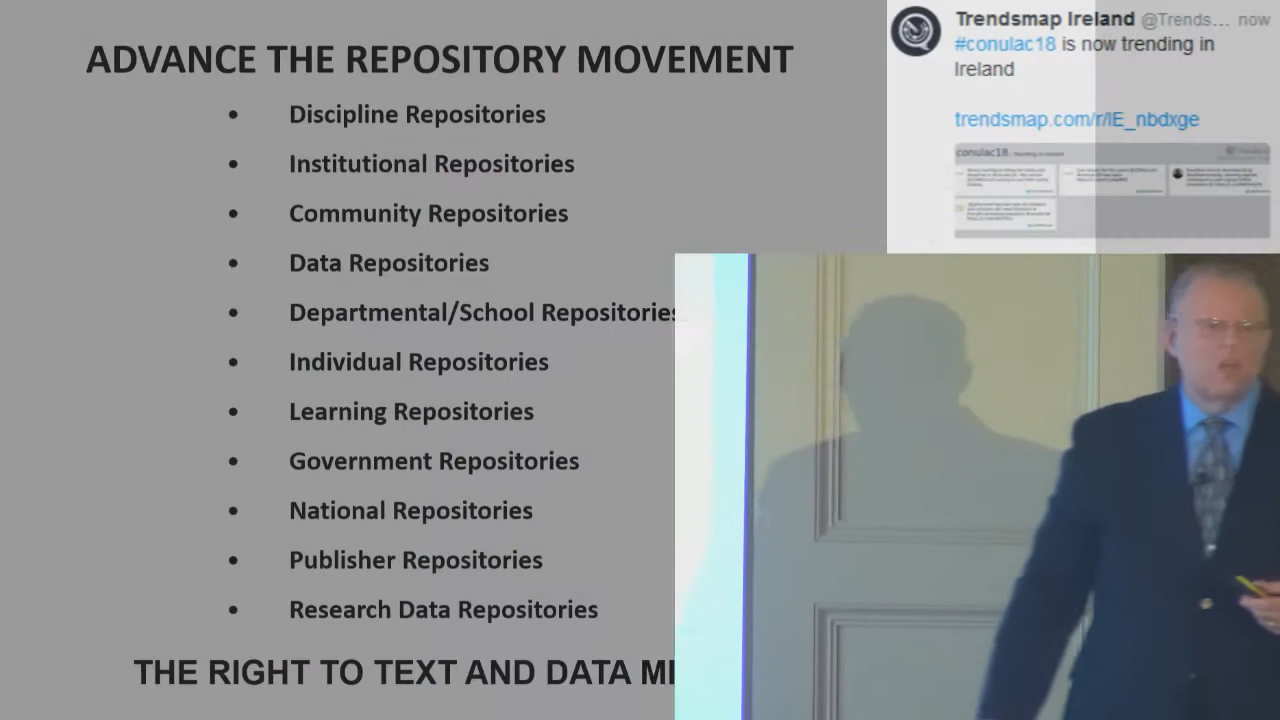 ADVANCE THE REPOSITORY MOVEMENT
• Discipline Repositories
• Institutional Repositories
• Community Repositories
• Data Repositories
• Departmental/School Repositories
• Individual Repositories
• Learning Repositories
• Government Repositories
• National Repositories
• Publisher Repositories
• Research Data Repositories
THE RIGHT TO TEXT AND DATA
Trendsmap Ireland @Trends... now
#conulac18 is now trending in
Ireland
trendsmap.com/r/IE_nbdxge
conulac18